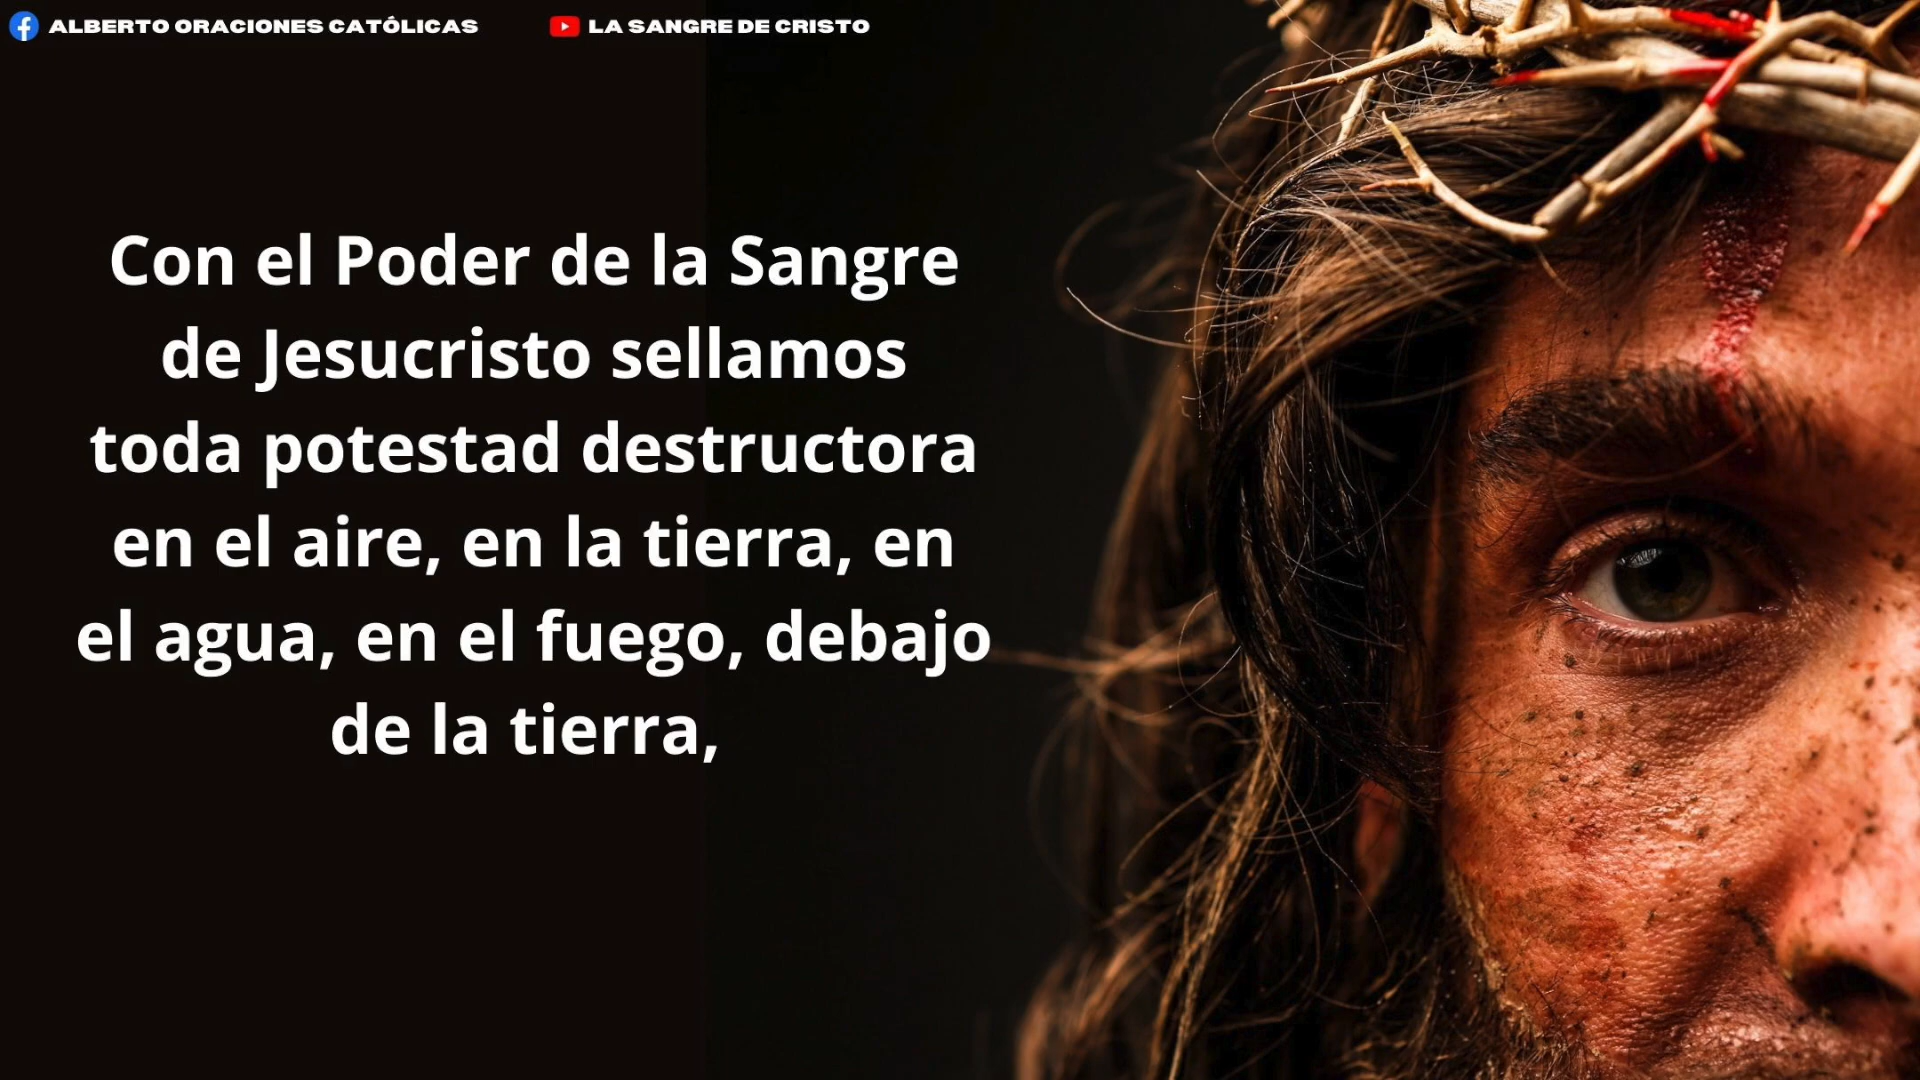 ALBERTO ORACIONES CATÓLICAS
LA SANGRE DE CRISTO
Con el Poder de la Sangre
de Jesucristo sellamos
toda potestad destructora
en el aire, en la tierra, en
el agua, en el fuego, debajo
de la tierra,